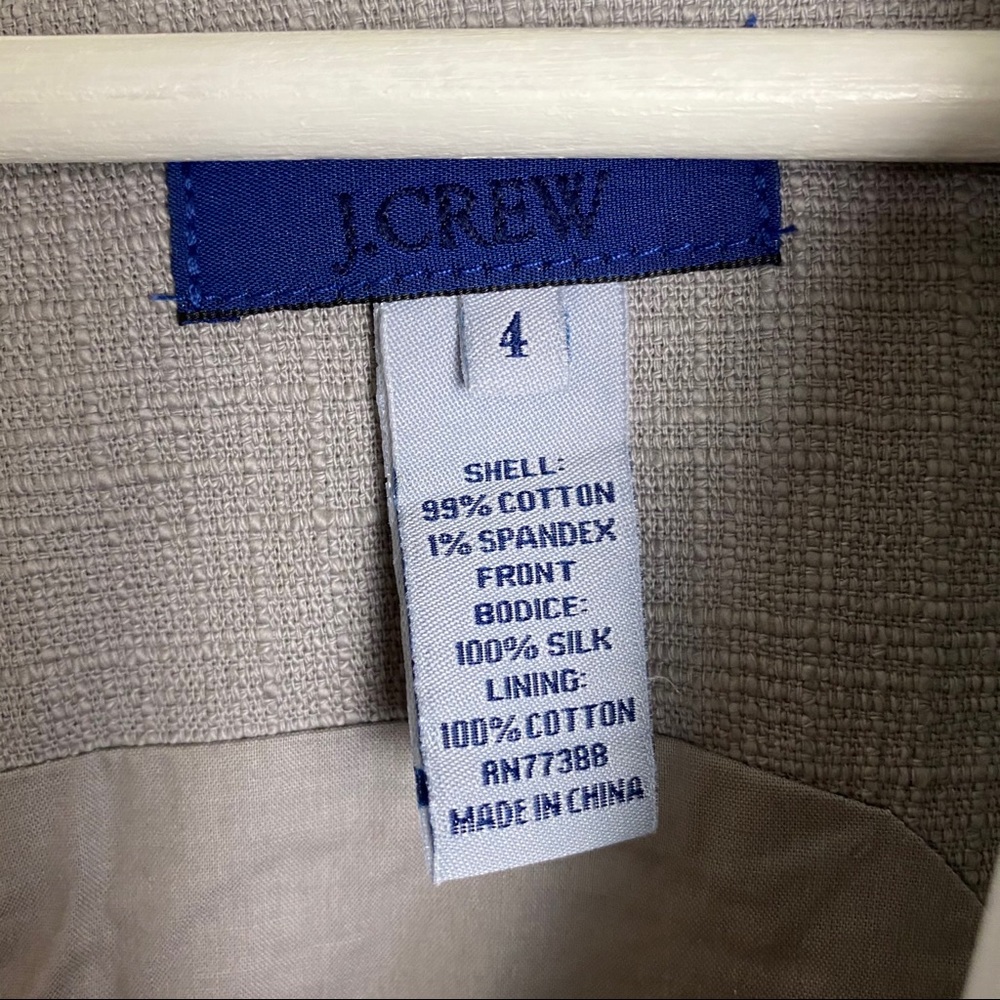 J.CREW
4
SHELL:
99% COTTON
1% SPANDEX
FRONT
BODICE:
100% SILK
LINING:
100% COTTON
RN77388
MADE IN CHINA